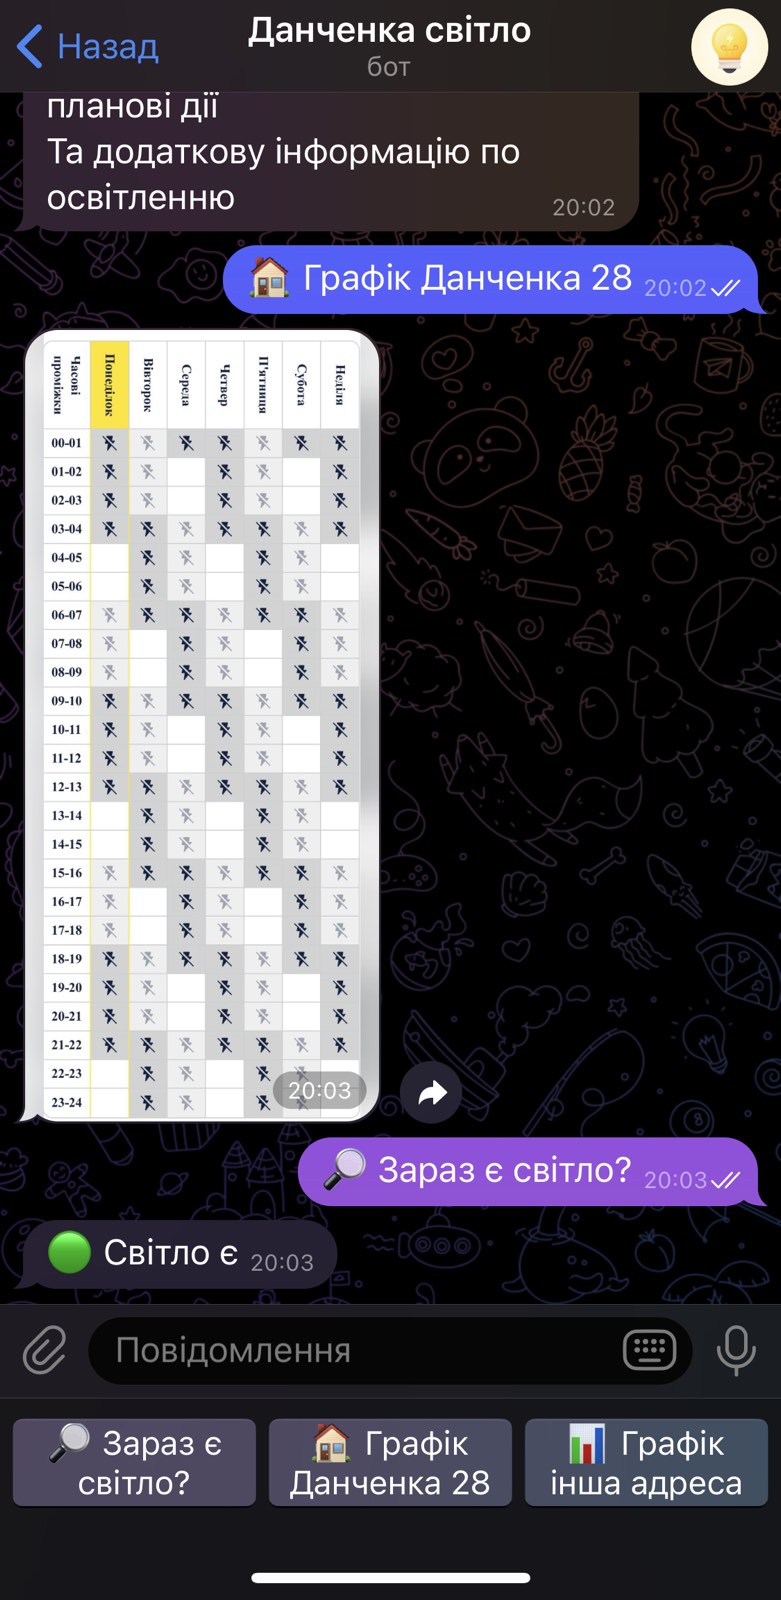 Назад
Данченка світло
бот
планові дії
Та додаткову інформацію по
освітленню
20:02
Графік Данченка 28
20:02
Часові проміжки
Понеділок
Вівторок
Середа
Четвер
П'ятниця
Субота
Неділя
00-01
01-02
02-03
03-04
04-05
05-06
06-07
07-08
08-09
09-10
10-11
11-12
12-13
13-14
14-15
15-16
16-17
17-18
18-19
19-20
20-21
21-22
22-23
23-24
20:03
Зараз є світло?
20:03
Світло є
20:03
Повідомлення
Зараз є
світло?
Графік
Данченка 28
Графік
інша адреса